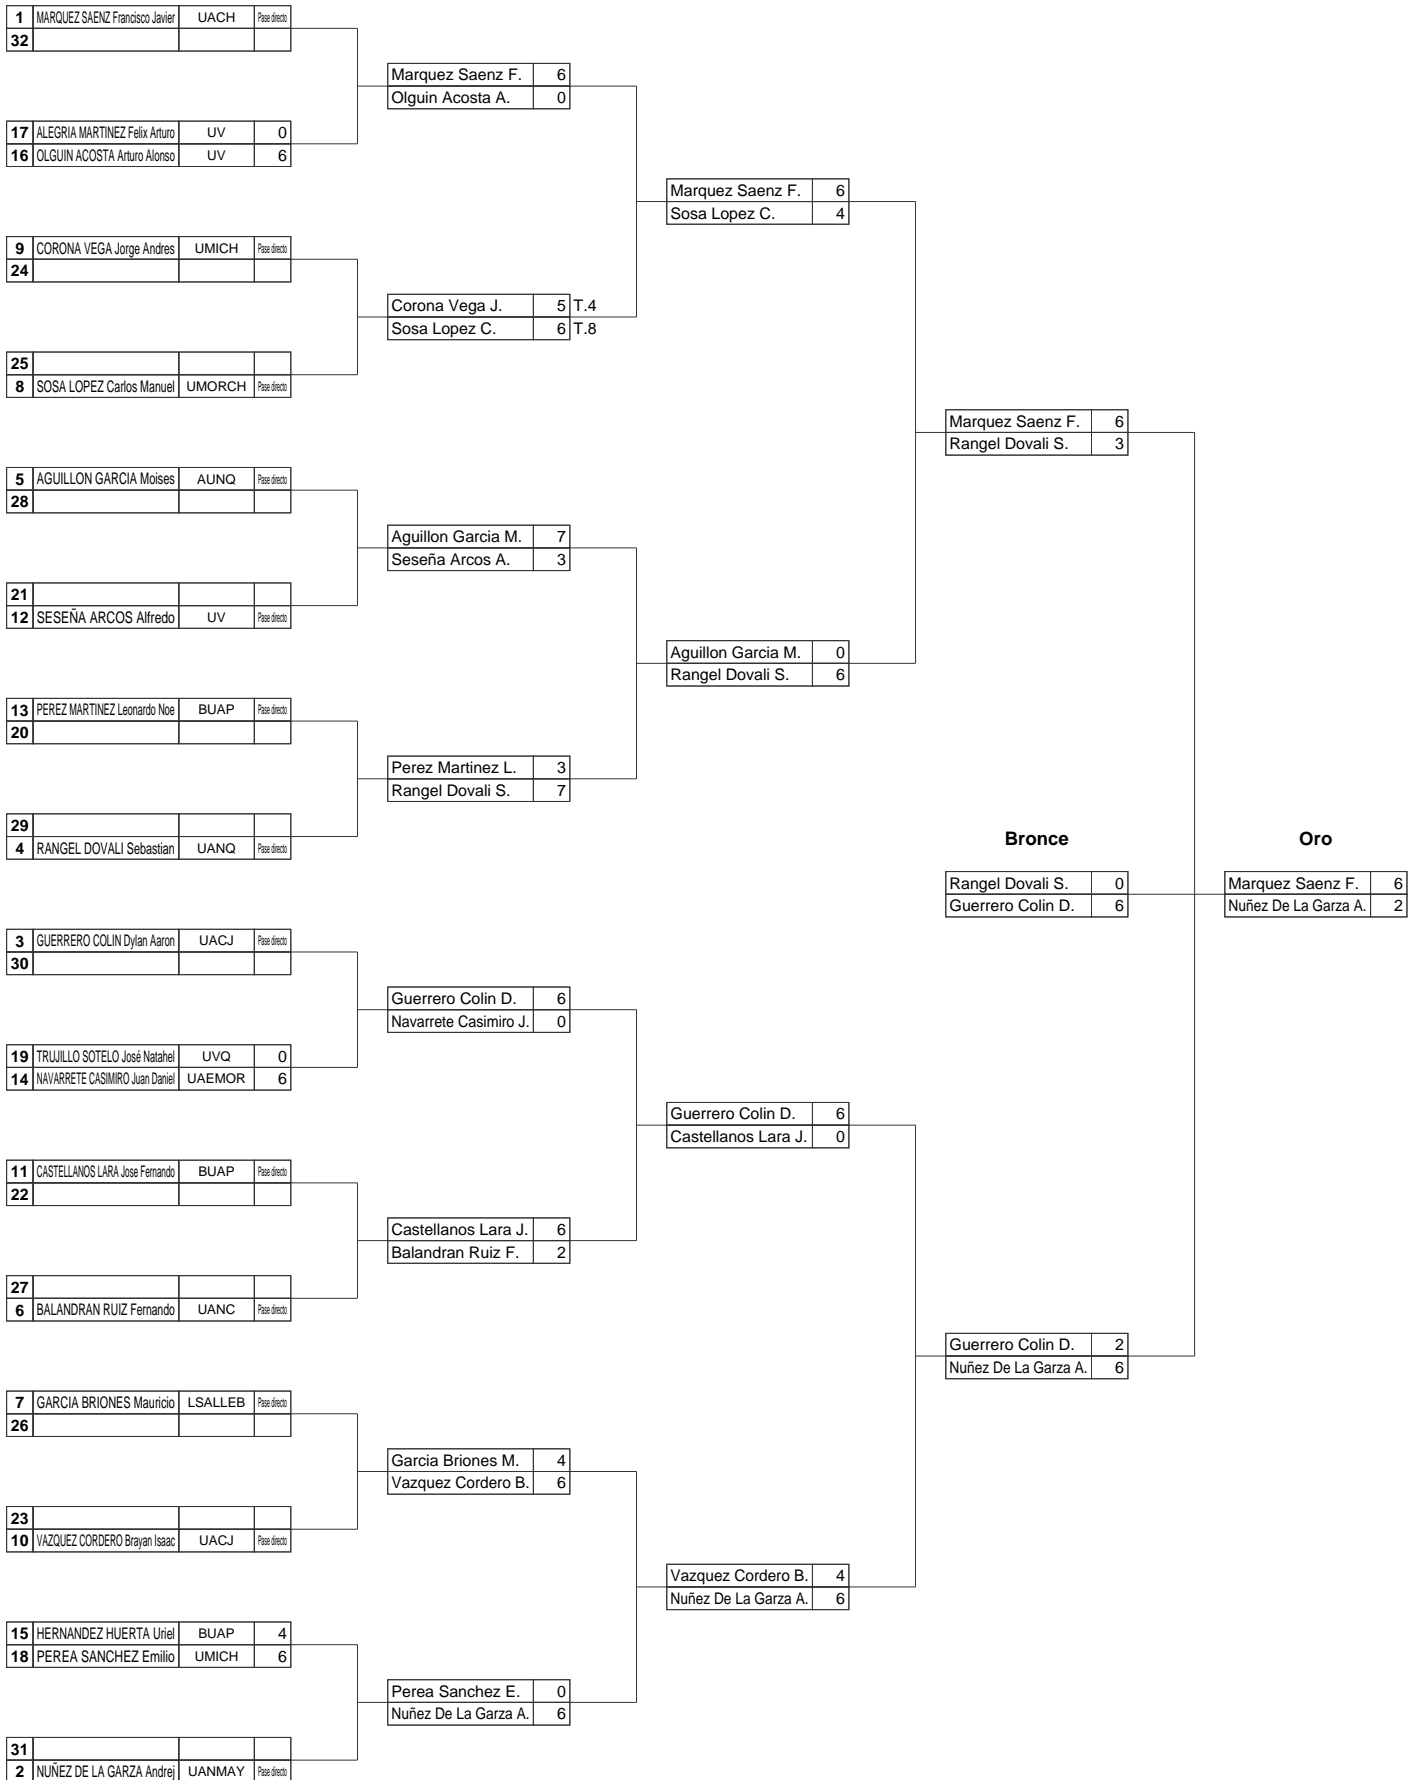 1 MARQUEZ SAENZ Francisco Javier UACH Pase directo
32
Marquez Saenz F. 6
Olguin Acosta A. 0
17 ALEGRIA MARTINEZ Felix Arturo UV 0
16 OLGUIN ACOSTA Arturo Alonso UV 6
Marquez Saenz F. 6
Sosa Lopez C. 4
9 CORONA VEGA Jorge Andres UMICH Pase directo
24
Corona Vega J. 5 T.4
Sosa Lopez C. 6 T.8
25
8 SOSA LOPEZ Carlos Manuel UMORCH Pase directo
Marquez Saenz F. 6
Rangel Dovali S. 3
5 AGUILLON GARCIA Moises AUNQ Pase directo
28
Aguillon Garcia M. 7
Seseña Arcos A. 3
21
12 SESEÑA ARCOS Alfredo UV Pase directo
Aguillon Garcia M. 0
Rangel Dovali S. 6
13 PEREZ MARTINEZ Leonardo Noe BUAP Pase directo
20
Perez Martinez L. 3
Rangel Dovali S. 7
29
4 RANGEL DOVALI Sebastian UANQ Pase directo
Bronce Oro
Rangel Dovali S. 0 Marquez Saenz F. 6
Guerrero Colin D. 6 Nuñez De La Garza A. 2
3 GUERRERO COLIN Dylan Aaron UACJ Pase directo
30
Guerrero Colin D. 6
Navarrete Casimiro J. 0
19 TRUJILLO SOTELO José Natahel UVQ 0
14 NAVARRETE CASIMIRO Juan Daniel UAEMOR 6
Guerrero Colin D. 6
Castellanos Lara J. 0
11 CASTELLANOS LARA Jose Fernando BUAP Pase directo
22
Castellanos Lara J. 6
Balandran Ruiz F. 2
27
6 BALANDRAN RUIZ Fernando UANC Pase directo
Guerrero Colin D. 2
Nuñez De La Garza A. 6
7 GARCIA BRIONES Mauricio LSALLEB Pase directo
26
Garcia Briones M. 4
Vazquez Cordero B. 6
23
10 VAZQUEZ CORDERO Brayan Isaac UACJ Pase directo
Vazquez Cordero B. 4
Nuñez De La Garza A. 6
15 HERNANDEZ HUERTA Uriel BUAP 4
18 PEREA SANCHEZ Emilio UMICH 6
Perea Sanchez E. 0
Nuñez De La Garza A. 6
31
2 NUÑEZ DE LA GARZA Andrej UANMAY Pase directo